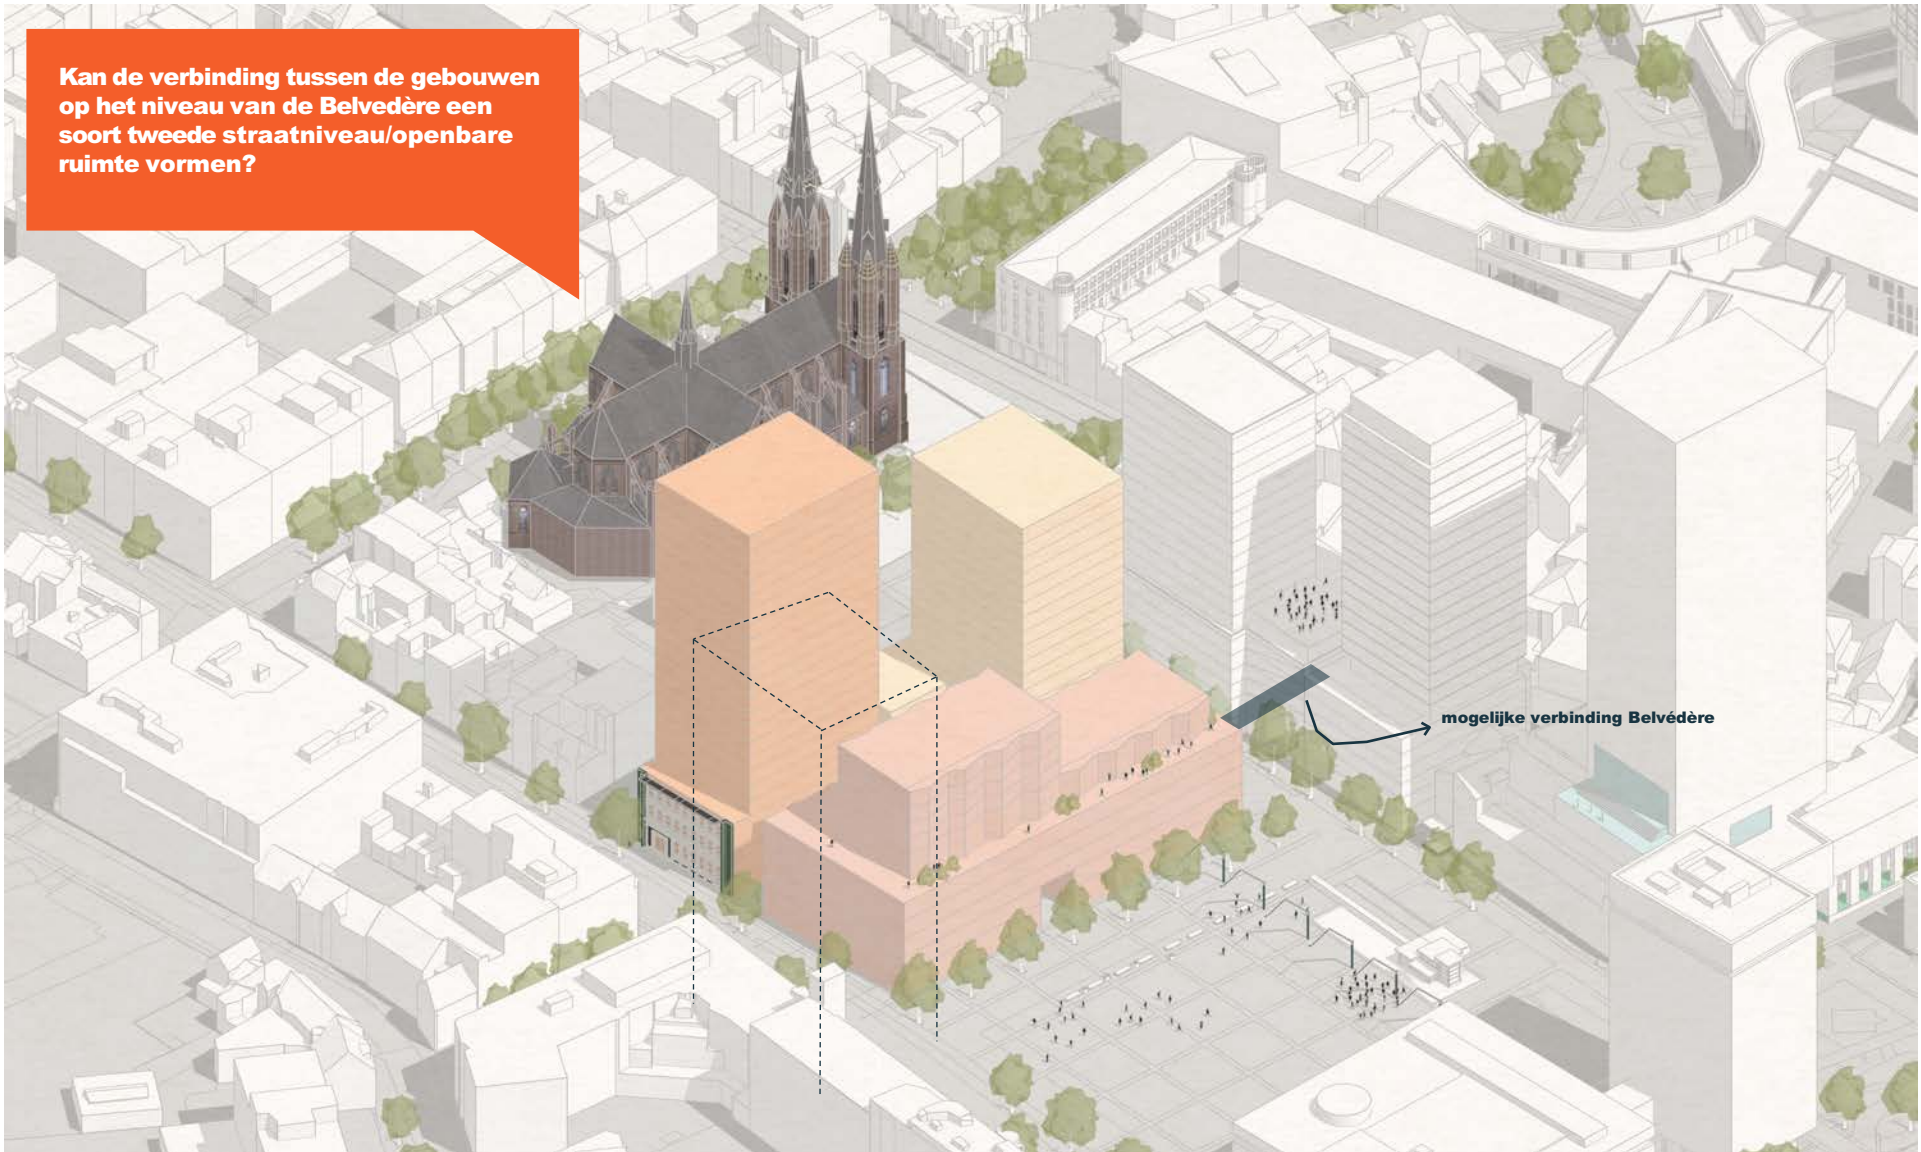 Kan de verbinding tussen de gebouwen
op het niveau van de Belvedère een
soort tweede straatniveau/openbare
ruimte vormen?
mogelijke verbinding Belvédère